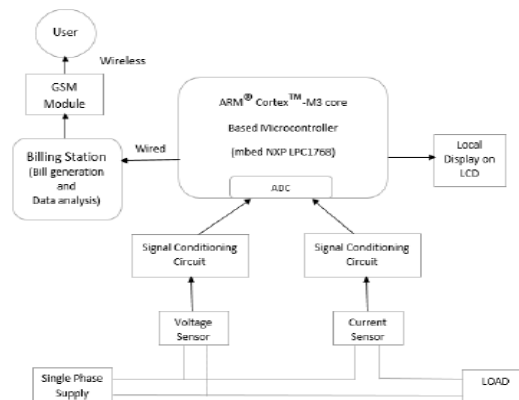 User
Wireless
GSM
Module
ARM® Cortex™-M3 core
Based Microcontroller
(mbed NXP LPC1768)
ADC
Wired
Billing Station
(Bill generation
and
Data analysis)
Local
Display on
LCD
Signal Conditioning
Circuit
Signal Conditioning
Circuit
Voltage
Sensor
Current
Sensor
Single Phase
Supply
LOAD